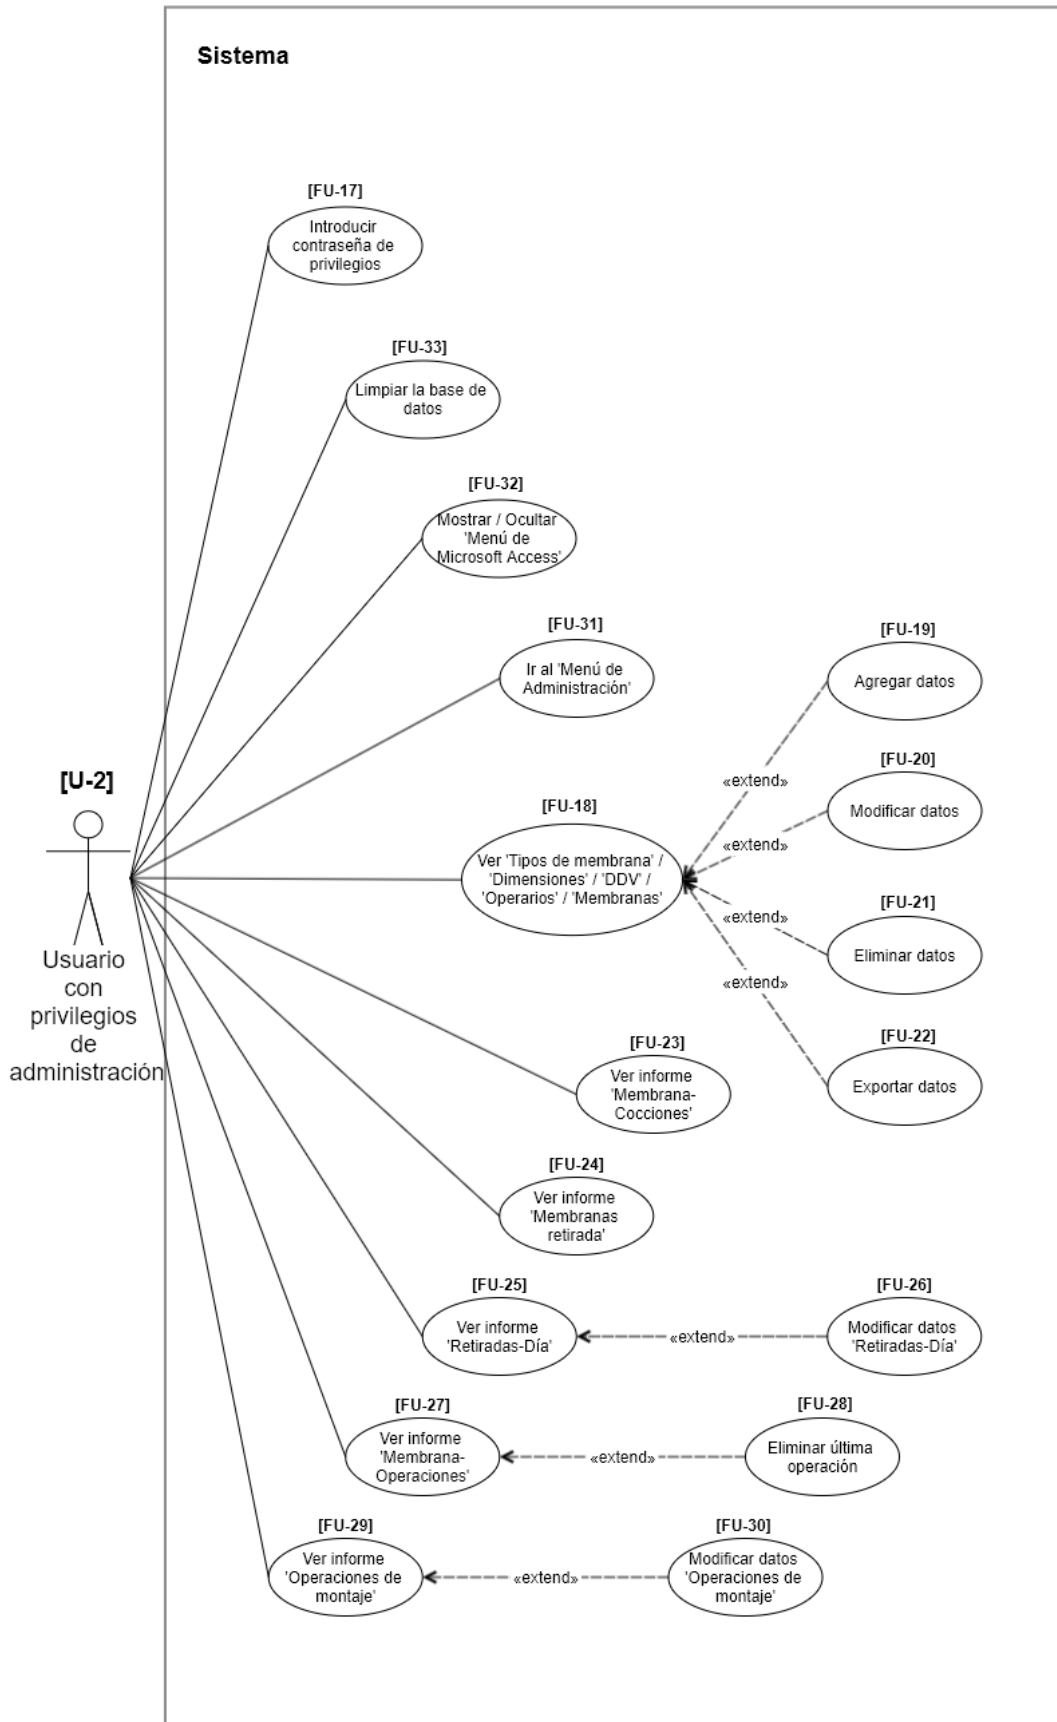 Sistema
[FU-17]
Introducir
contraseña de
privilegios
[FU-33]
Limpiar la base de
datos
[FU-32]
Mostrar / Ocultar
'Menú de
Microsoft Access'
[FU-31]
Ir al 'Menú de
Administración'
[FU-19]
Agregar datos
[FU-20]
Modificar datos
[FU-21]
Eliminar datos
[FU-22]
Exportar datos
«extend»
«extend»
«extend»
«extend»
[FU-18]
Ver 'Tipos de membrana' /
'Dimensiones' / 'DDV' /
'Operarios' / 'Membranas'
[U-2]
Usuario
con
privilegios
de
administración
[FU-23]
Ver informe
'Membrana-
Cocciones'
[FU-24]
Ver informe
'Membranas
retirada'
[FU-25]
Ver informe
'Retiradas-Día'
«extend»
[FU-26]
Modificar datos
'Retiradas-Día'
[FU-27]
Ver informe
'Membrana-
Operaciones'
«extend»
[FU-28]
Eliminar última
operación
[FU-29]
Ver informe
'Operaciones de
montaje'
«extend»
[FU-30]
Modificar datos
'Operaciones de
montaje'